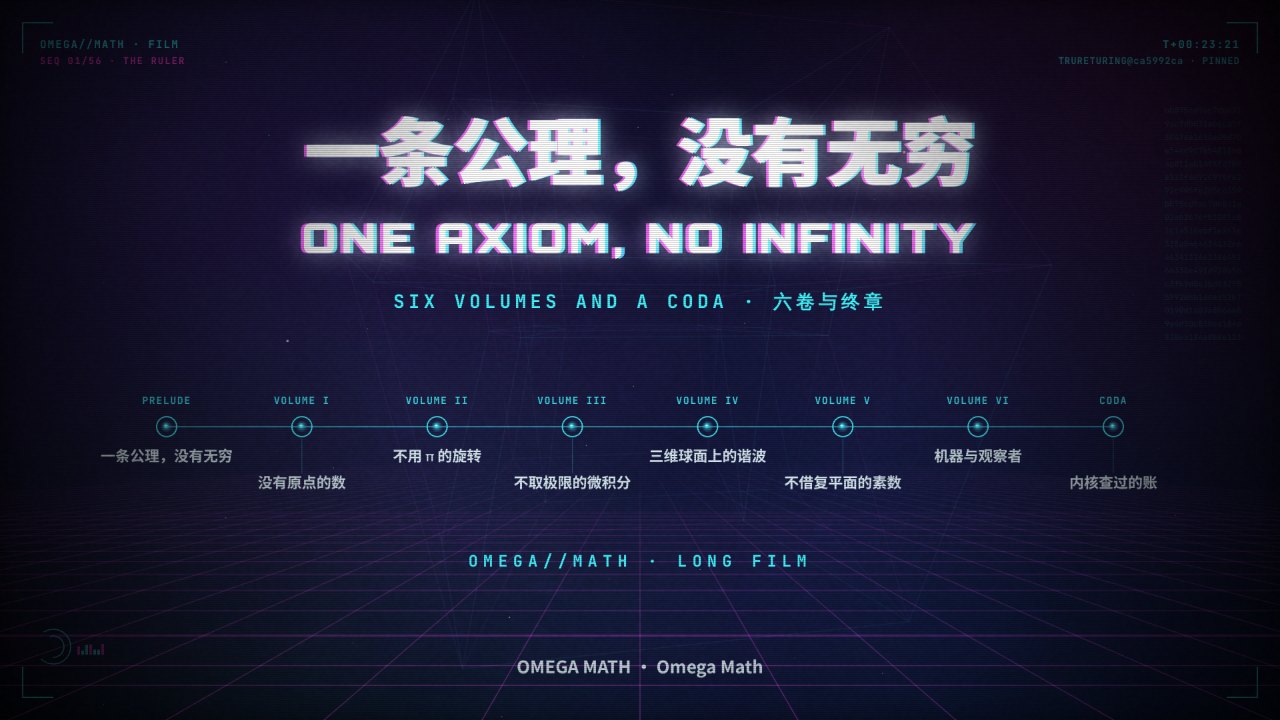 OMEGA//MATH · FILM
SEQ 01/56 · THE RULER
T+00:23:21
TRURETURING@ca5992ca · PINNED
一条公理，没有无穷
ONE AXIOM, NO INFINITY
SIX VOLUMES AND A CODA · 六卷与终章
PRELUDE
VOLUME I
VOLUME II
VOLUME III
VOLUME IV
VOLUME V
VOLUME VI
CODA
一条公理，没有无穷
没有原点的数
不用 π 的旋转
不取极限的微积分
三维球面上的谐波
不借复平面的素数
机器与观察者
内核查过的账
OMEGA//MATH · LONG FILM
OMEGA MATH • Omega Math